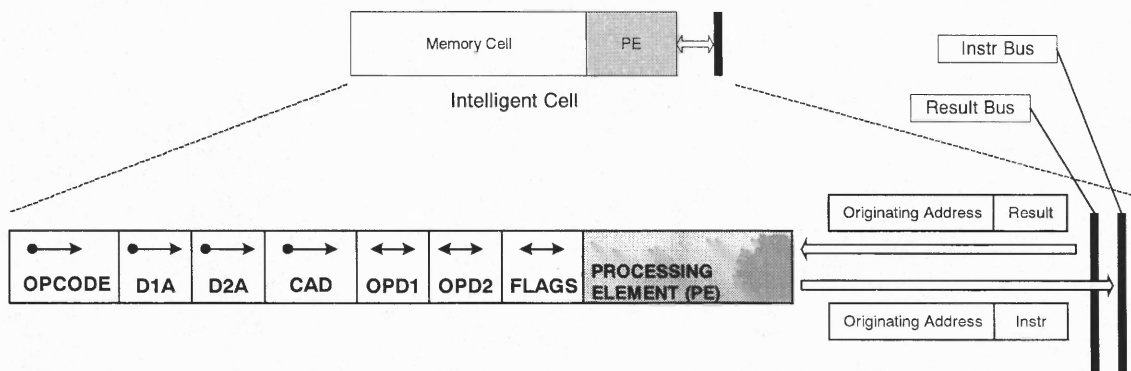 Memory Cell
PE
Instr Bus
Intelligent Cell
Result Bus
Originating Address
Result
OPCODE
D1A
D2A
CAD
OPD1
OPD2
FLAGS
PROCESSING
ELEMENT (PE)
Originating Address
Instr